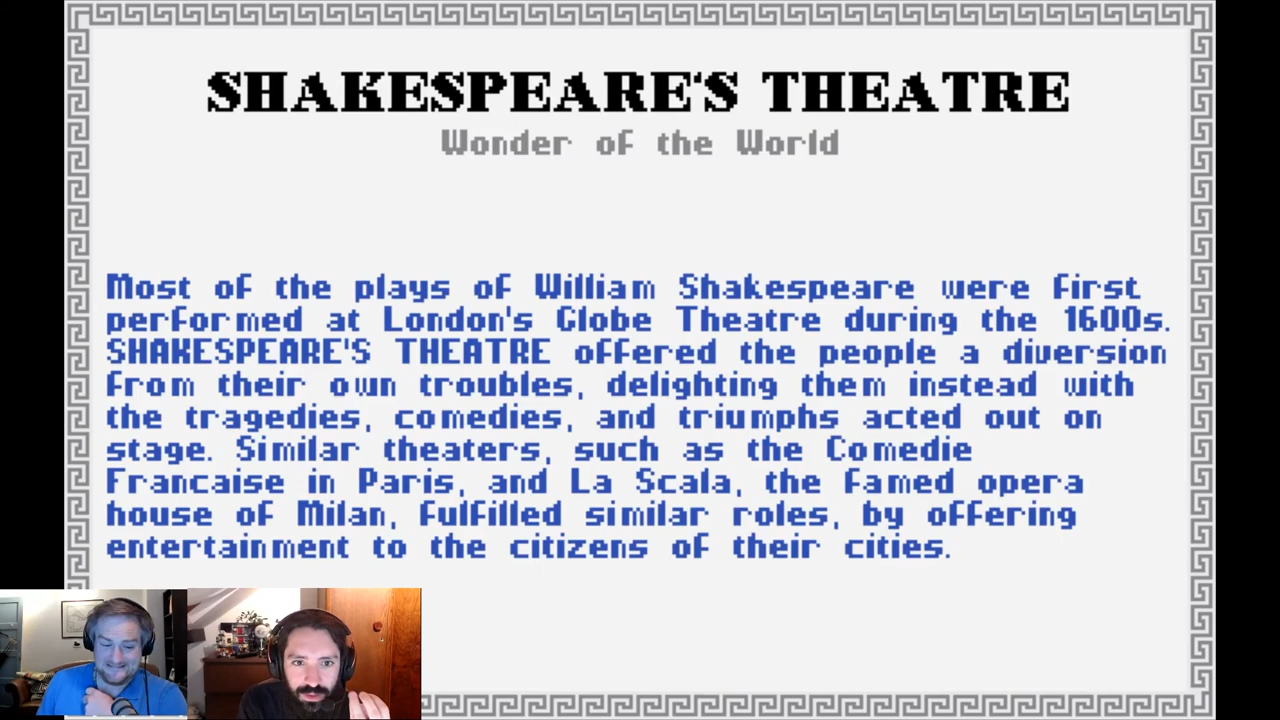 SHAKESPEARE'S THEATRE
Wonder of the World
Most of the plays of William Shakespeare were first
performed at London's Globe Theatre during the 1600s.
SHAKESPEARE'S THEATRE offered the people a diversion
from their own troubles, delighting them instead with
the tragedies, comedies, and triumphs acted out on
stage. Similar theaters, such as the Comedie
Francaise in Paris, and La Scala, the famed opera
house of Milan, fulfilled similar roles, by offering
entertainment to the citizens of their cities.